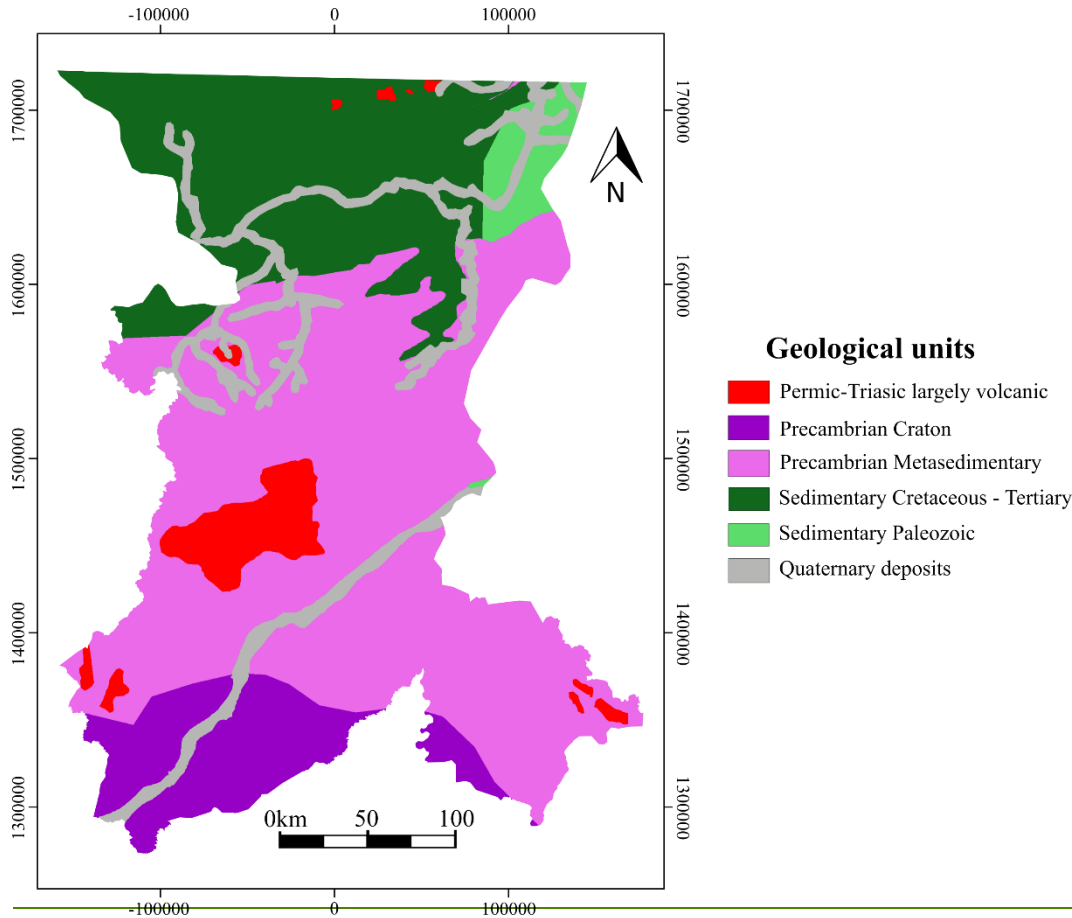 -100000 0 100000
1700000 1700000
N
1600000 1600000
1500000 1500000
1400000 1400000
1300000 1300000
0km 50 100
-100000 0 100000
Geological units
Permic-Triasic largely volcanic
Precambrian Craton
Precambrian Metasedimentary
Sedimentary Cretaceous - Tertiary
Sedimentary Paleozoic
Quaternary deposits